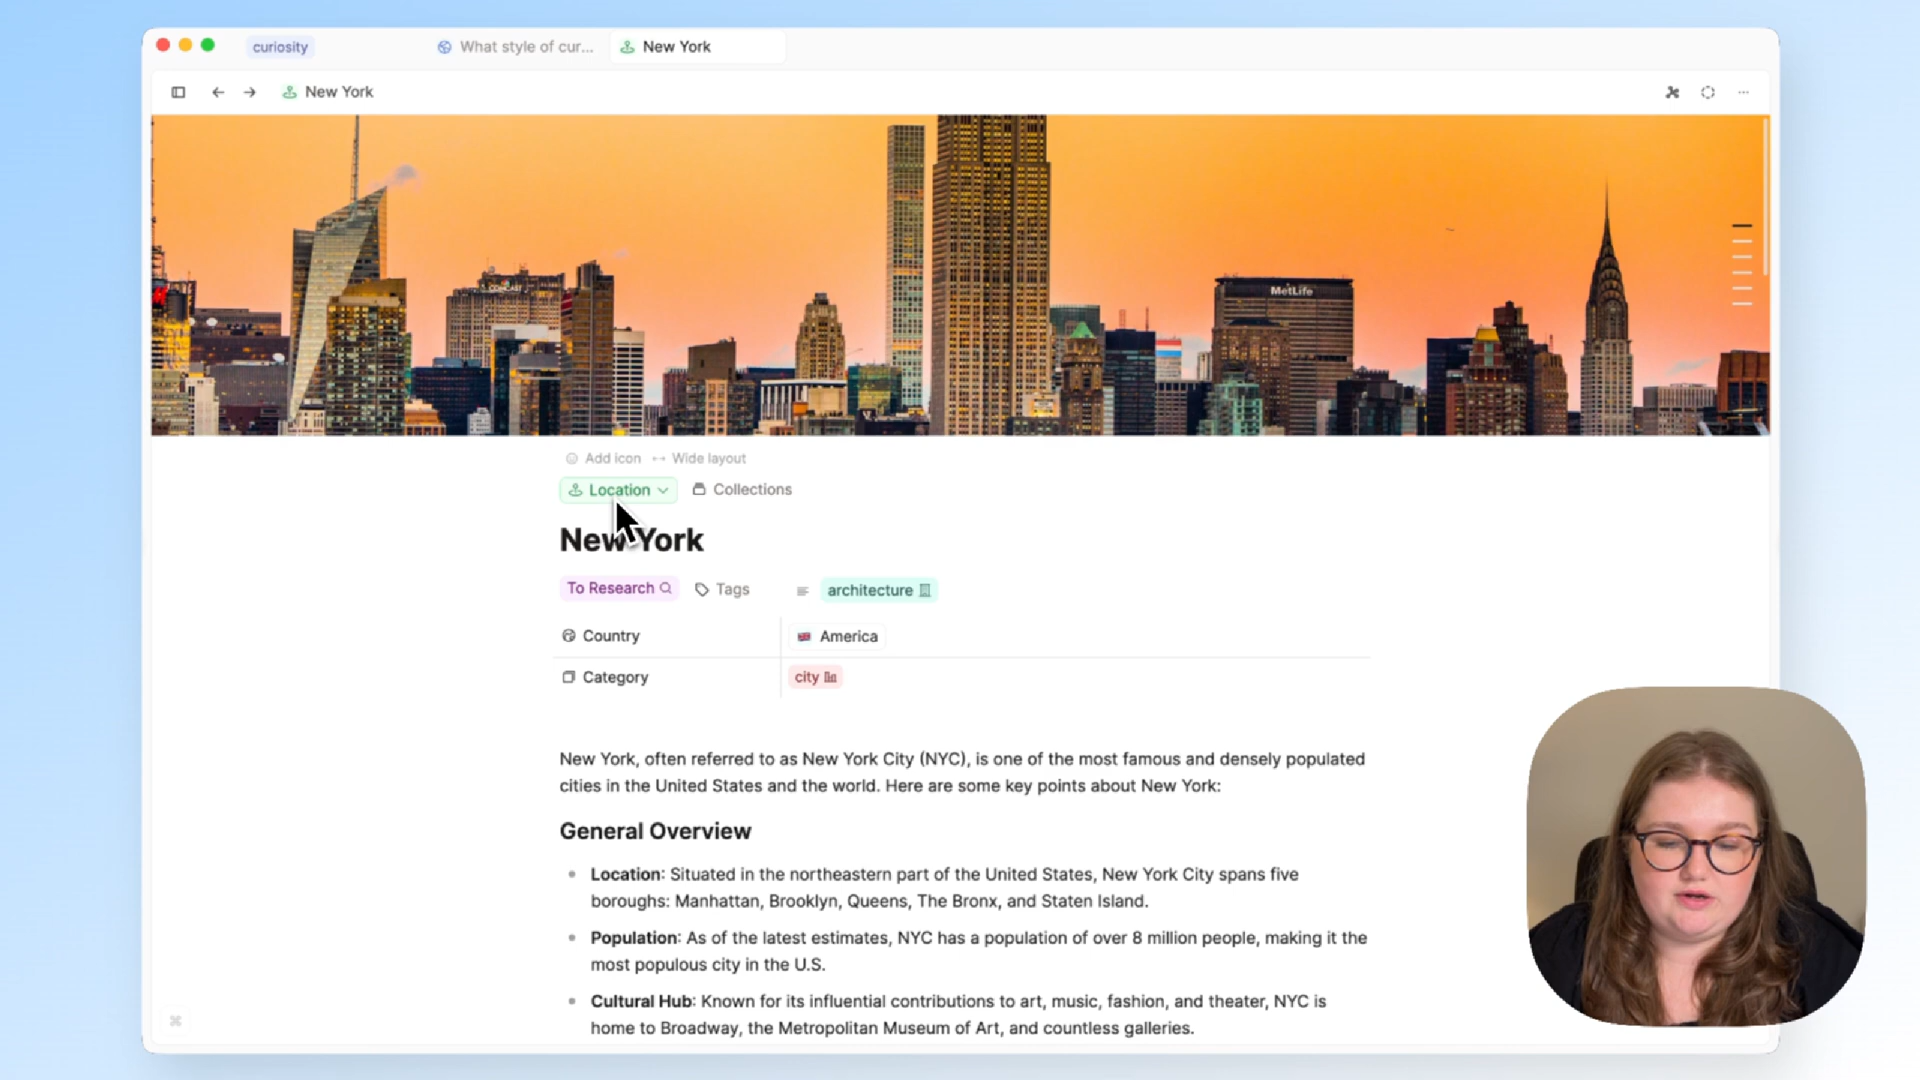 curiosity
What style of cur...
New York
New York
MetLife
Add icon
Wide layout
Location
Collections
New York
To Research
Tags
architecture
Country
America
Category
city
New York, often referred to as New York City (NYC), is one of the most famous and densely populated
cities in the United States and the world. Here are some key points about New York:
General Overview
Location: Situated in the northeastern part of the United States, New York City spans five
boroughs: Manhattan, Brooklyn, Queens, The Bronx, and Staten Island.
Population: As of the latest estimates, NYC has a population of over 8 million people, making it the
most populous city in the U.S.
Cultural Hub: Known for its influential contributions to art, music, fashion, and theater, NYC is
home to Broadway, the Metropolitan Museum of Art, and countless galleries.